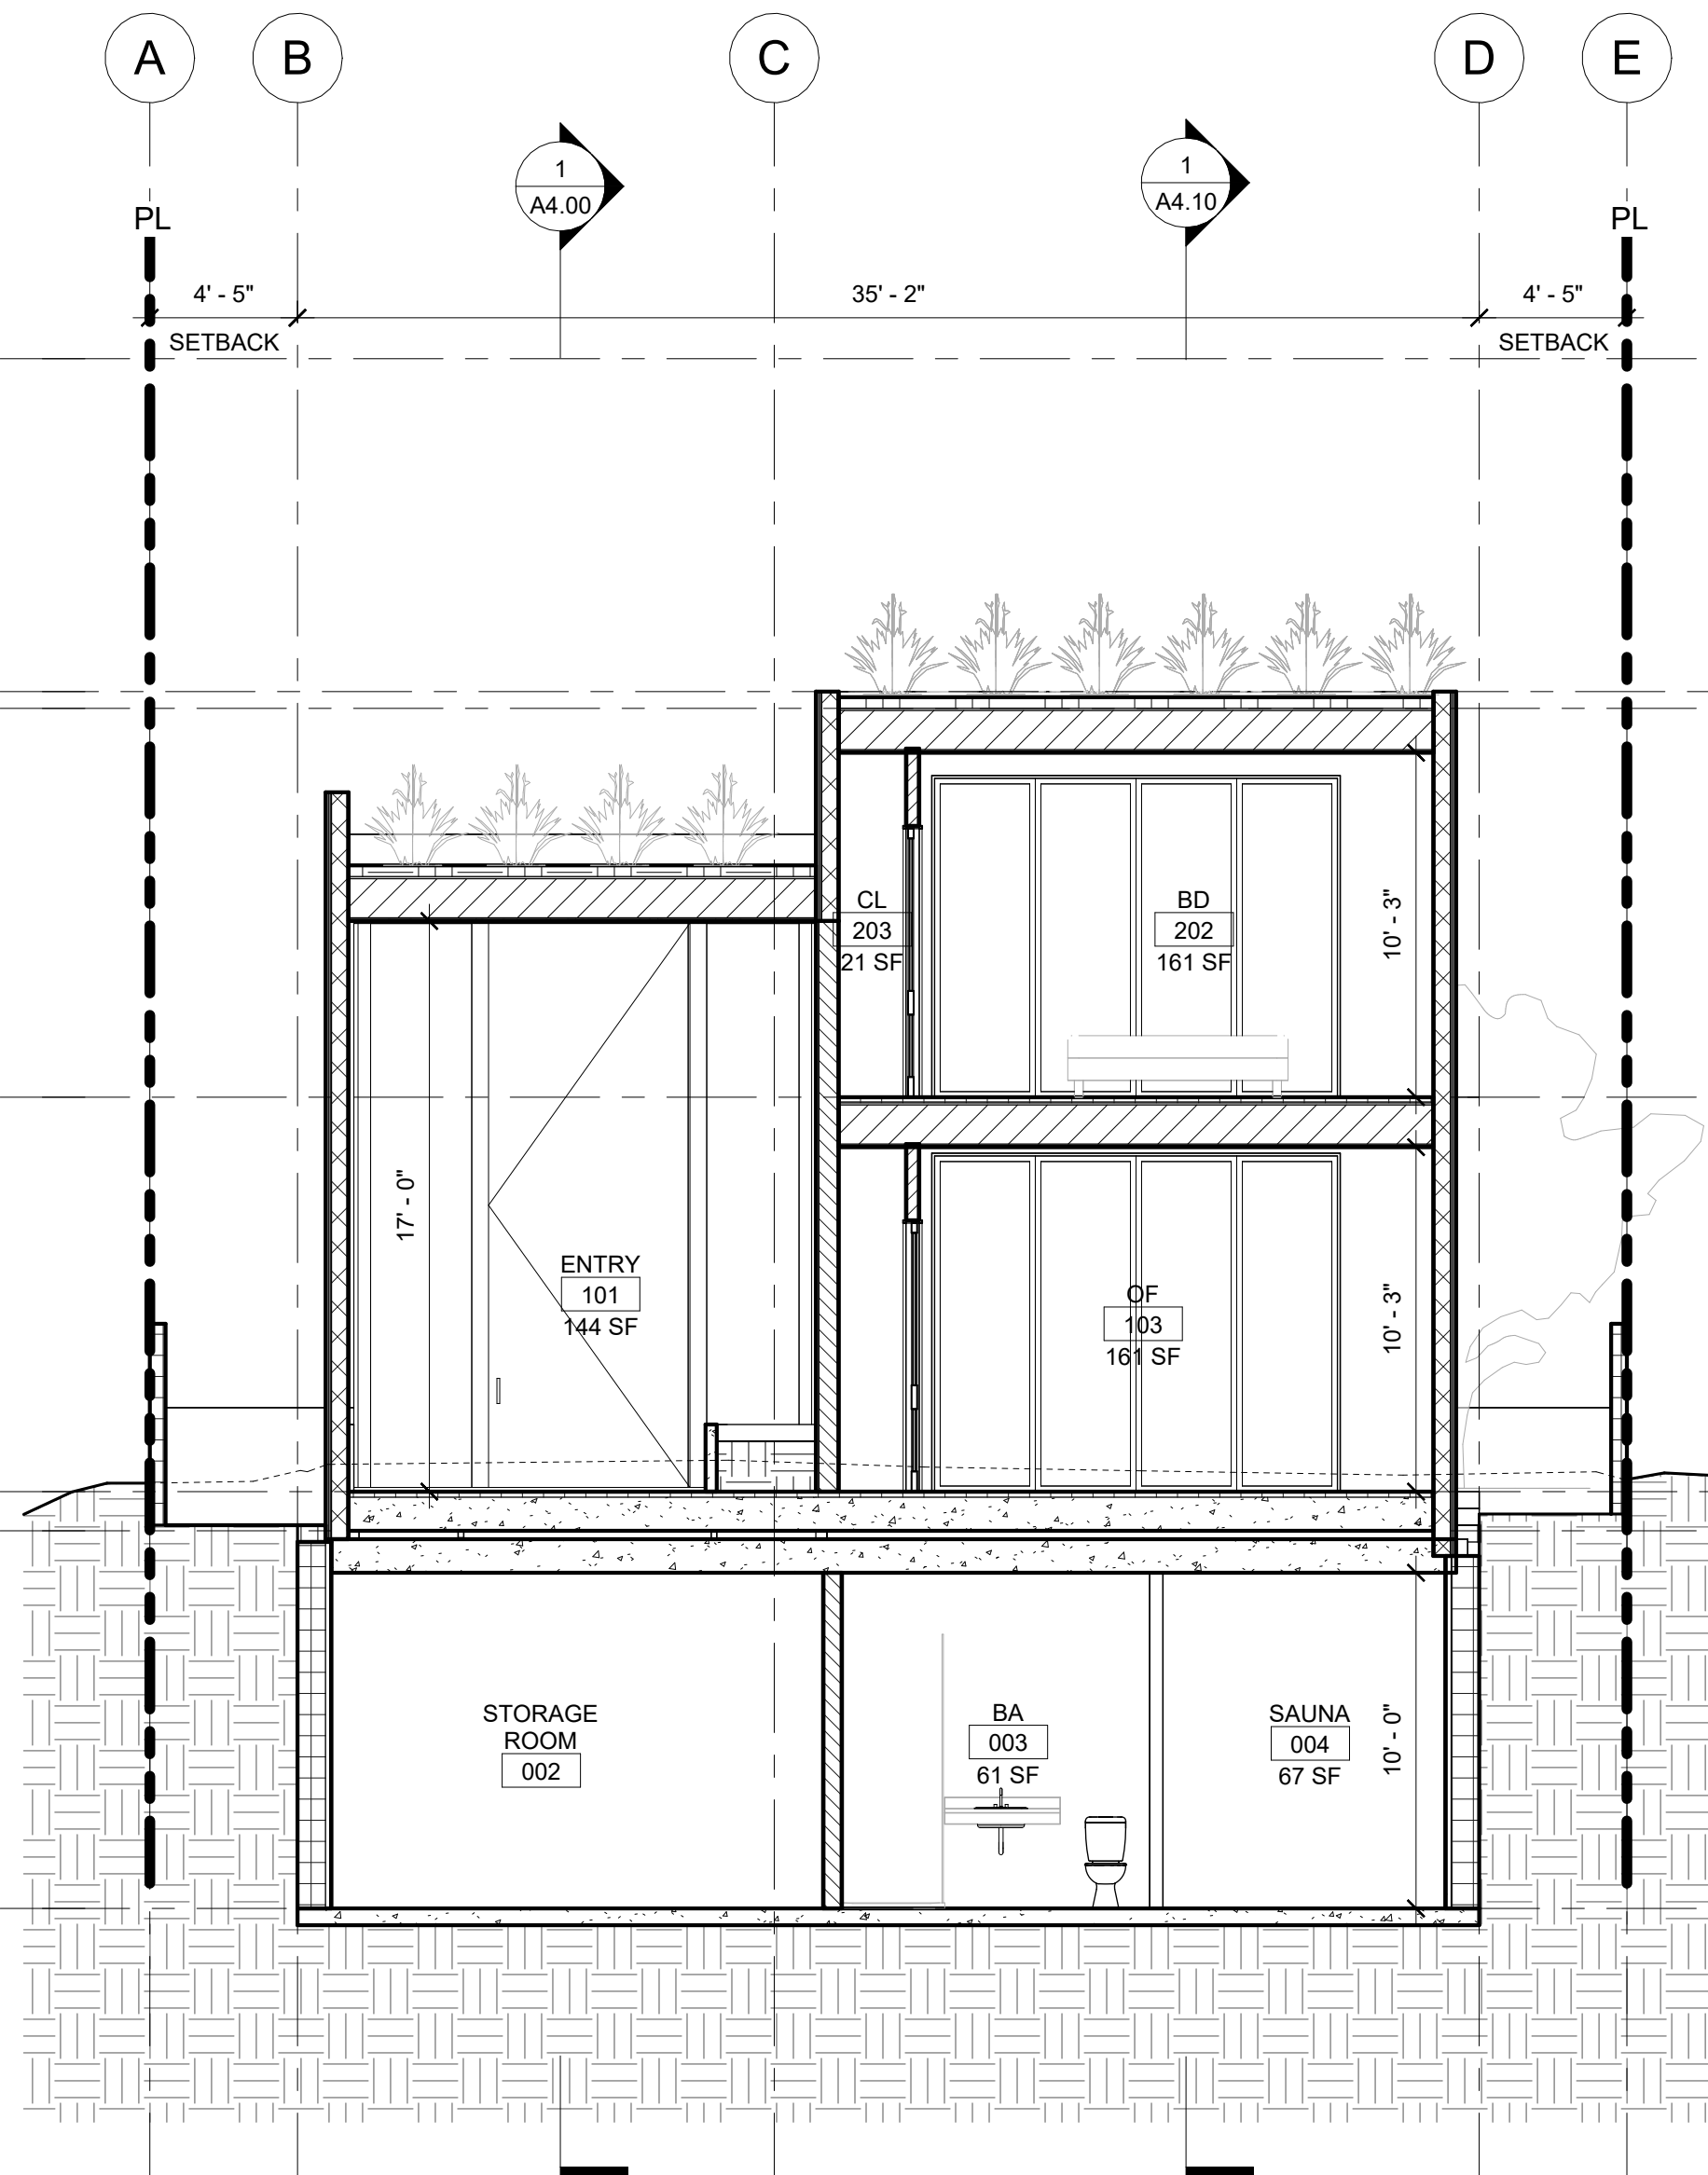 A
B
C
D
E
1
A4.00
1
A4.10
PL
PL
4' - 5"
35' - 2"
4' - 5"
SETBACK
SETBACK
CL
203
21 SF
BD
202
161 SF
10' - 3"
17' - 0"
ENTRY
101
144 SF
OF
103
161 SF
10' - 3"
STORAGE
ROOM
002
BA
003
61 SF
SAUNA
004
67 SF
10' - 0"